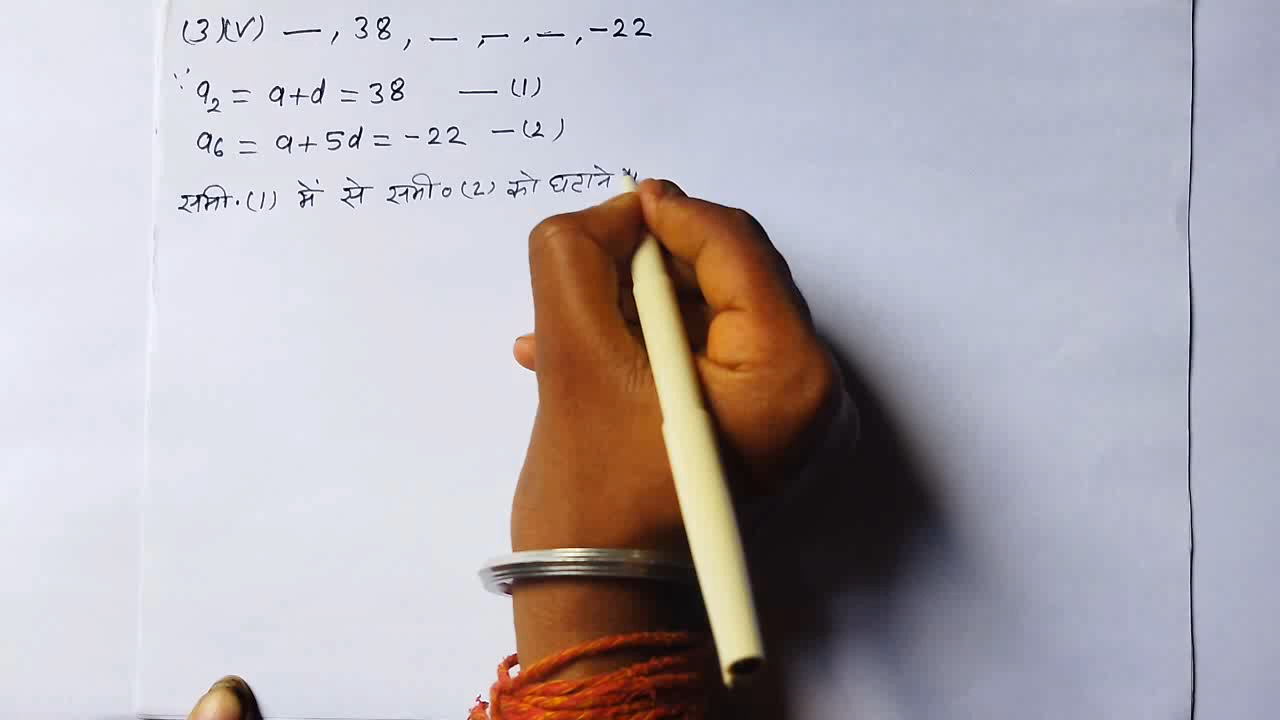 (3)(V) — , 38 , — , — , — , -22
∵ a₂ = a+d = 38 — (1)
a₆ = a+5d = -22 — (2)
समी. (1) में से समी० (2) को घटाने